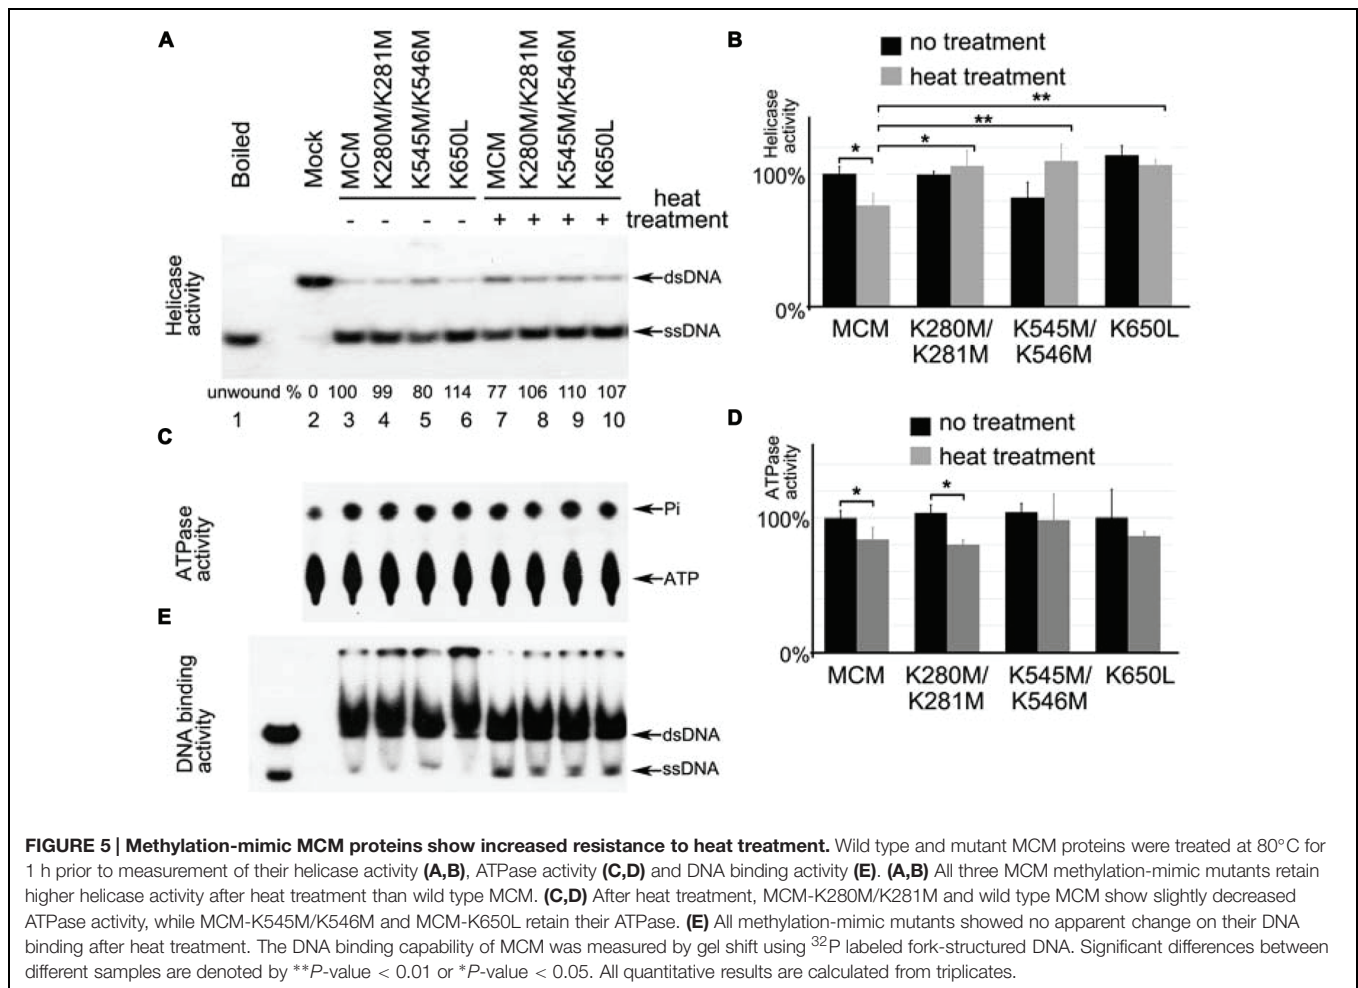 A
Boiled
Mock
MCM
K280M/K281M
K545M/K546M
K650L
MCM
K280M/K281M
K545M/K546M
K650L
heat
treatment
- - - - + + + +
Helicase
activity
dsDNA
ssDNA
unwound % 0 100 99 80 114 77 106 110 107
1 2 3 4 5 6 7 8 9 10
B
no treatment
heat treatment
Helicase
activity
**
**
*
*
100%
0%
MCM K280M/ K545M/ K650L
K281M K546M
C
ATPase
activity
Pi
ATP
D
no treatment
heat treatment
ATPase
activity
* *
100%
0%
MCM K280M/ K545M/ K650L
K281M K546M
E
DNA binding
activity
dsDNA
ssDNA
FIGURE 5 | Methylation-mimic MCM proteins show increased resistance to heat treatment. Wild type and mutant MCM proteins were treated at 80°C for
1 h prior to measurement of their helicase activity (A,B), ATPase activity (C,D) and DNA binding activity (E). (A,B) All three MCM methylation-mimic mutants retain
higher helicase activity after heat treatment than wild type MCM. (C,D) After heat treatment, MCM-K280M/K281M and wild type MCM show slightly decreased
ATPase activity, while MCM-K545M/K546M and MCM-K650L retain their ATPase. (E) All methylation-mimic mutants showed no apparent change on their DNA
binding after heat treatment. The DNA binding capability of MCM was measured by gel shift using ³²P labeled fork-structured DNA. Significant differences between
different samples are denoted by **P-value < 0.01 or *P-value < 0.05. All quantitative results are calculated from triplicates.